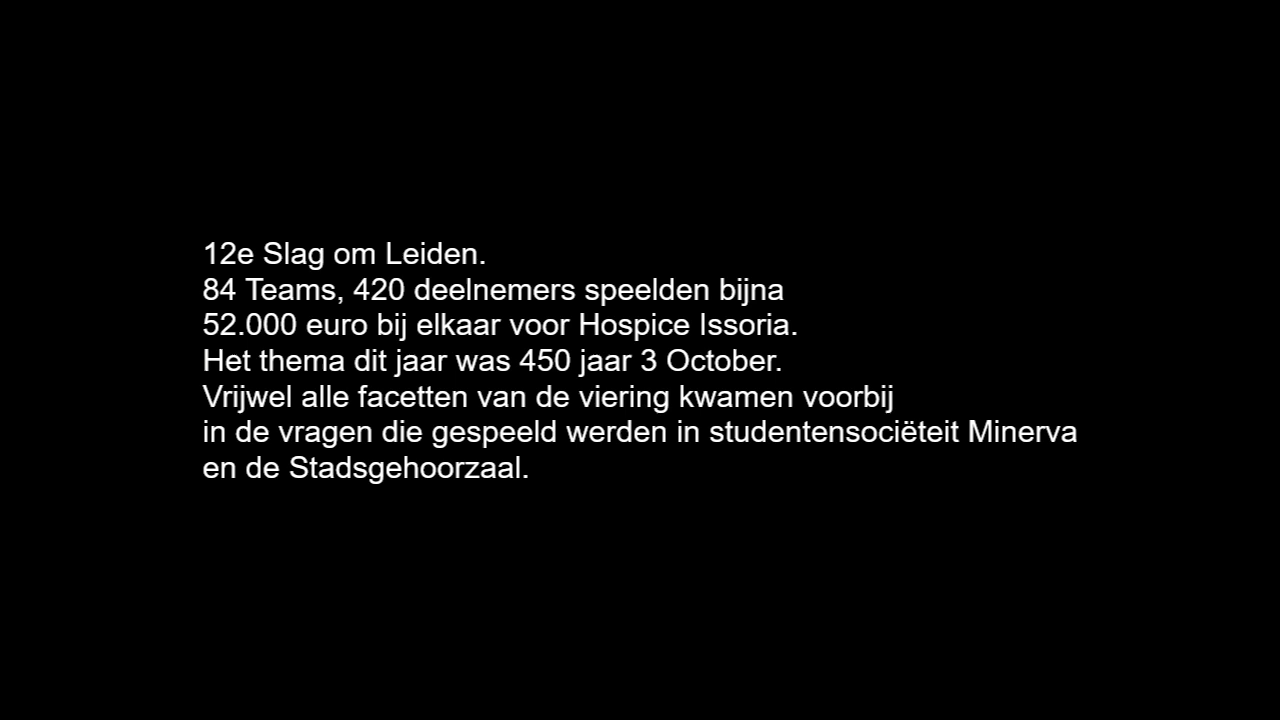 12e Slag om Leiden.
84 Teams, 420 deelnemers speelden bijna
52.000 euro bij elkaar voor Hospice Issoria.
Het thema dit jaar was 450 jaar 3 October.
Vrijwel alle facetten van de viering kwamen voorbij
in de vragen die gespeeld werden in studentensociëteit Minerva
en de Stadsgehoorzaal.